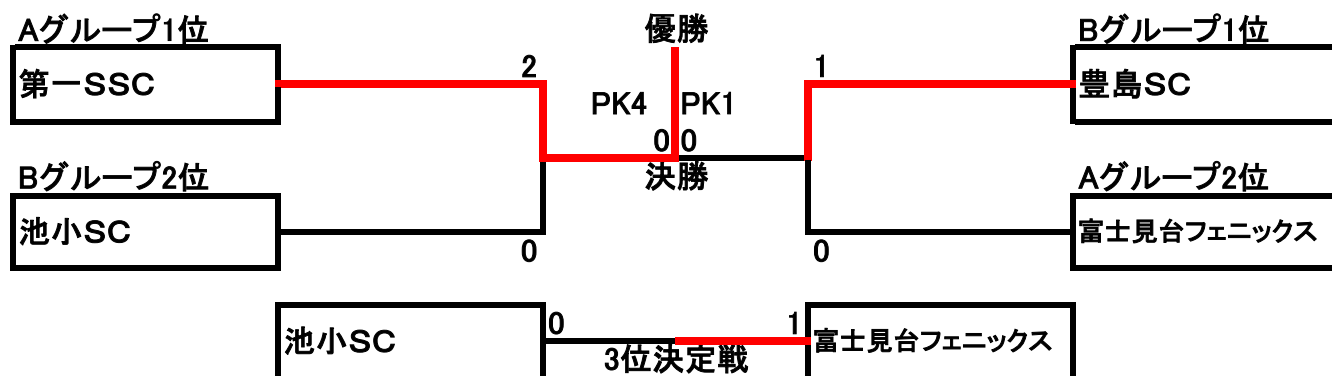 Aグループ1位
優勝
Bグループ1位
第一SSC
2
1
豊島SC
PK4
PK1
0
0
決勝
Bグループ2位
Aグループ2位
池小SC
0
0
富士見台フェニックス
池小SC
0
1
富士見台フェニックス
3位決定戦